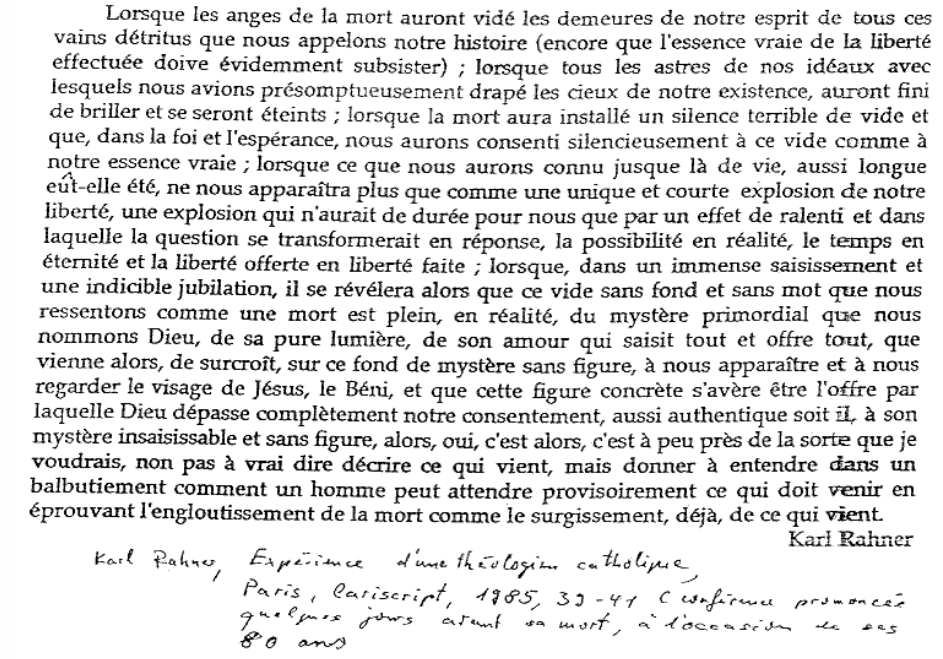 Lorsque les anges de la mort auront vidé les demeures de notre esprit de tous ces
vains détritus que nous appelons notre histoire (encore que l'essence vraie de la liberté
effectuée doive évidemment subsister) ; lorsque tous les astres de nos idéaux avec
lesquels nous avions présomptueusement drapé les cieux de notre existence, auront fini
de briller et se seront éteints ; lorsque la mort aura installé un silence terrible de vide et
que, dans la foi et l'espérance, nous aurons consenti silencieusement à ce vide comme à
notre essence vraie ; lorsque ce que nous aurons connu jusque là de vie, aussi longue
eût-elle été, ne nous apparaîtra plus que comme une unique et courte explosion de notre
liberté, une explosion qui n'aurait de durée pour nous que par un effet de ralenti et dans
laquelle la question se transformerait en réponse, la possibilité en réalité, le temps en
éternité et la liberté offerte en liberté faite ; lorsque, dans un immense saisissement et
une indicible jubilation, il se révélera alors que ce vide sans fond et sans mot que nous
ressentons comme une mort est plein, en réalité, du mystère primordial que nous
nommons Dieu, de sa pure lumière, de son amour qui saisit tout et offre tout, que
vienne alors, de surcroît, sur ce fond de mystère sans figure, à nous apparaître et à nous
regarder le visage de Jésus, le Béni, et que cette figure concrète s'avère être l'offre par
laquelle Dieu dépasse complètement notre consentement, aussi authentique soit il, à son
mystère insaisissable et sans figure, alors, oui, c'est alors, c'est à peu près de la sorte que je
voudrais, non pas à vrai dire décrire ce qui vient, mais donner à entendre dans un
balbutiement comment un homme peut attendre provisoirement ce qui doit venir en
éprouvant l'engloutissement de la mort comme le surgissement, déjà, de ce qui vient.
Karl Rahner
Karl Rahner, Expérience d'une théologien catholique,
Paris, Cariscript, 1985, 39-41 (conférence prononcée
quelques jours avant sa mort, à l'occasion de ses
80 ans